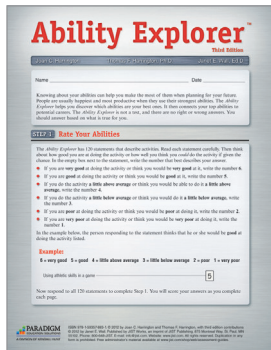 Ability Explorer™
Third Edition
Joan C. Harrington Thomas F. Harrington, Ph.D. Janet E. Wall, Ed.D.
Name Date
Knowing about your abilities can help you make the most of them when planning for your future.
People are usually happiest and most productive when they use their strongest abilities. The Ability
Explorer helps you discover which abilities are your best ones. It then connects your top abilities to
potential careers. The Ability Explorer is not a test, and there are no right or wrong answers. You
should answer based on what is true for you.
STEP 1 Rate Your Abilities
The Ability Explorer has 120 statements that describe activities. Read each statement carefully. Then think
about how good you are at doing the activity or how well you think you could do the activity if given the
chance. In the empty box next to the statement, write the number that best describes your answer.
If you are very good at doing the activity or think you would be very good at it, write the number 6.
If you are good at doing the activity or think you would be good at it, write the number 5.
If you do the activity a little above average or think you would be able to do it a little above
average, write the number 4.
If you do the activity a little below average or think you would do it a little below average, write
the number 3.
If you are poor at doing the activity or think you would be poor at doing it, write the number 2.
If you are very poor at doing the activity or think you would be very poor at doing it, write the
number 1.
In the example below, the person responding to the statement thinks that he or she would be good at
doing the activity listed.
Example:
6 = very good 5 = good 4 = little above average 3 = little below average 2 = poor 1 = very poor
Using athletic skills in a game 5
Now respond to all 120 statements to complete Step 1. You will score your answers as you complete
each page.
PARADIGM
EDUCATION SOLUTIONS